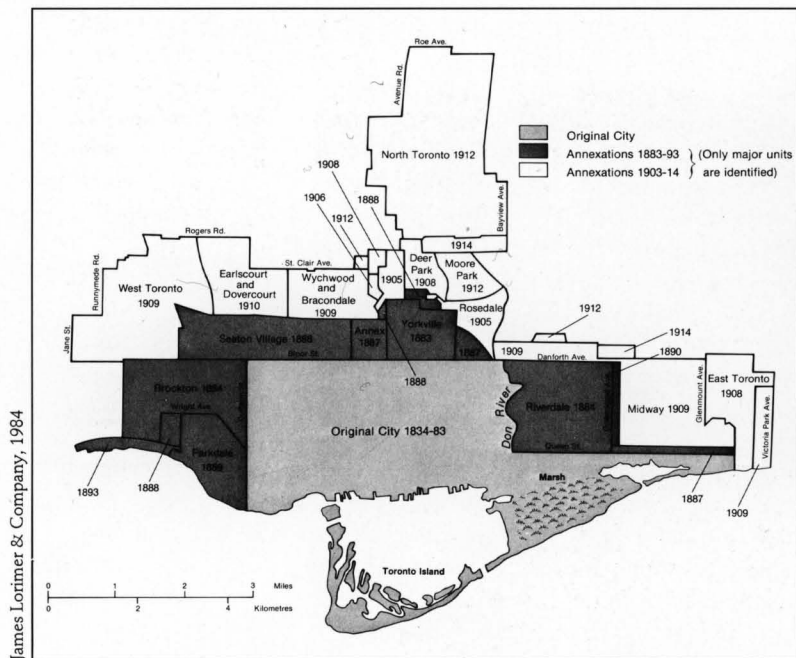 Roe Ave.
Avenue Rd.
North Toronto 1912
Bayview Ave.
Original City
Annexations 1883-93
Annexations 1903-14
(Only major units
are identified)
1908
1906
1912
1888
1914
Rogers Rd.
Runnymede Rd.
St. Clair Ave.
Earlscourt
and
Dovercourt
1910
West Toronto
1909
Wychwood
and
Bracondale
1909
1905
Deer
Park
1908
Moore
Park
1912
Rosedale
1905
1912
1914
1890
Jane St.
Seaton Village 1888
Bloor St.
Annex
1887
Yorkville
1883
1887
1909
Danforth Ave.
1888
Brockton 1884
Wright Ave.
Parkdale
1889
Original City 1834-83
Don River
Riverdale 1884
Queen St.
Midway 1909
Glenmount Ave.
East Toronto
1908
Victoria Park Ave.
1893
1888
Marsh
1887
1909
Toronto Island
0 1 2 3 Miles
0 2 4 Kilometres
James Lorimer & Company, 1984